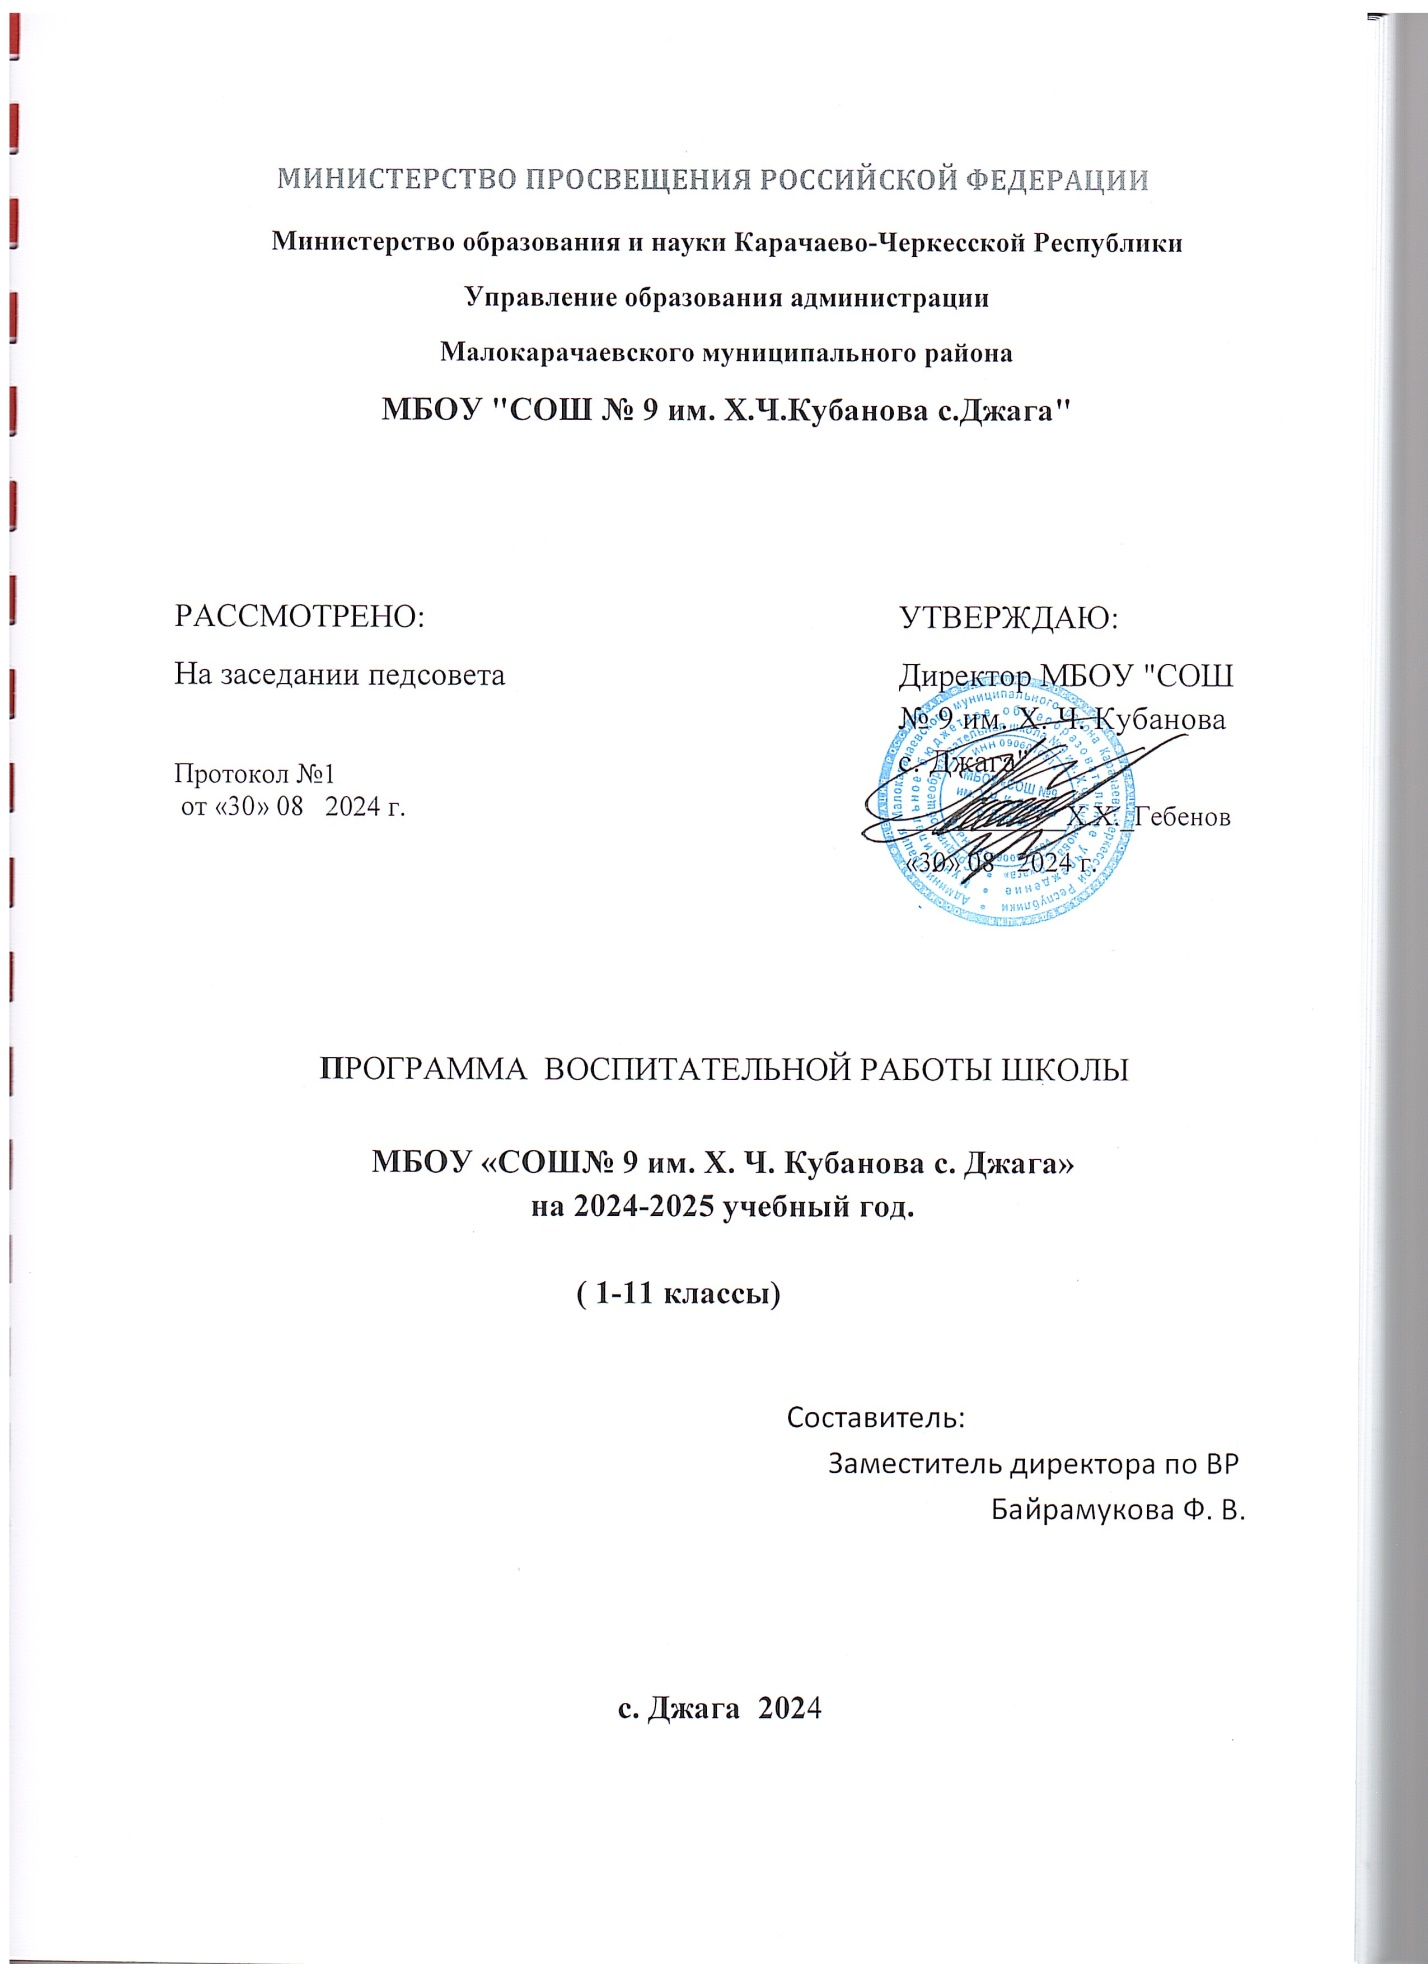 МИНИСТЕРСТВО ПРОСВЕЩЕНИЯ РОССИЙСКОЙ ФЕДЕРАЦИИ
Министерство образования и науки Карачаево-Черкесской Республики
Управление образования администрации
Малокарачаевского муниципального района
МБОУ "СОШ № 9 им. Х.Ч.Кубанова с.Джага"
РАССМОТРЕНО:
На заседании педсовета
Протокол №1
от «30» 08 2024 г.
УТВЕРЖДАЮ:
Директор МБОУ "СОШ
№ 9 им. Х. Ч. Кубанова
с. Джага"
Х.Х._Гебенов
«30» 08 2024 г.
ПРОГРАММА ВОСПИТАТЕЛЬНОЙ РАБОТЫ ШКОЛЫ
МБОУ «СОШ№ 9 им. Х. Ч. Кубанова с. Джага»
на 2024-2025 учебный год.
( 1-11 классы)
Составитель:
Заместитель директора по ВР
Байрамукова Ф. В.
с. Джага 2024